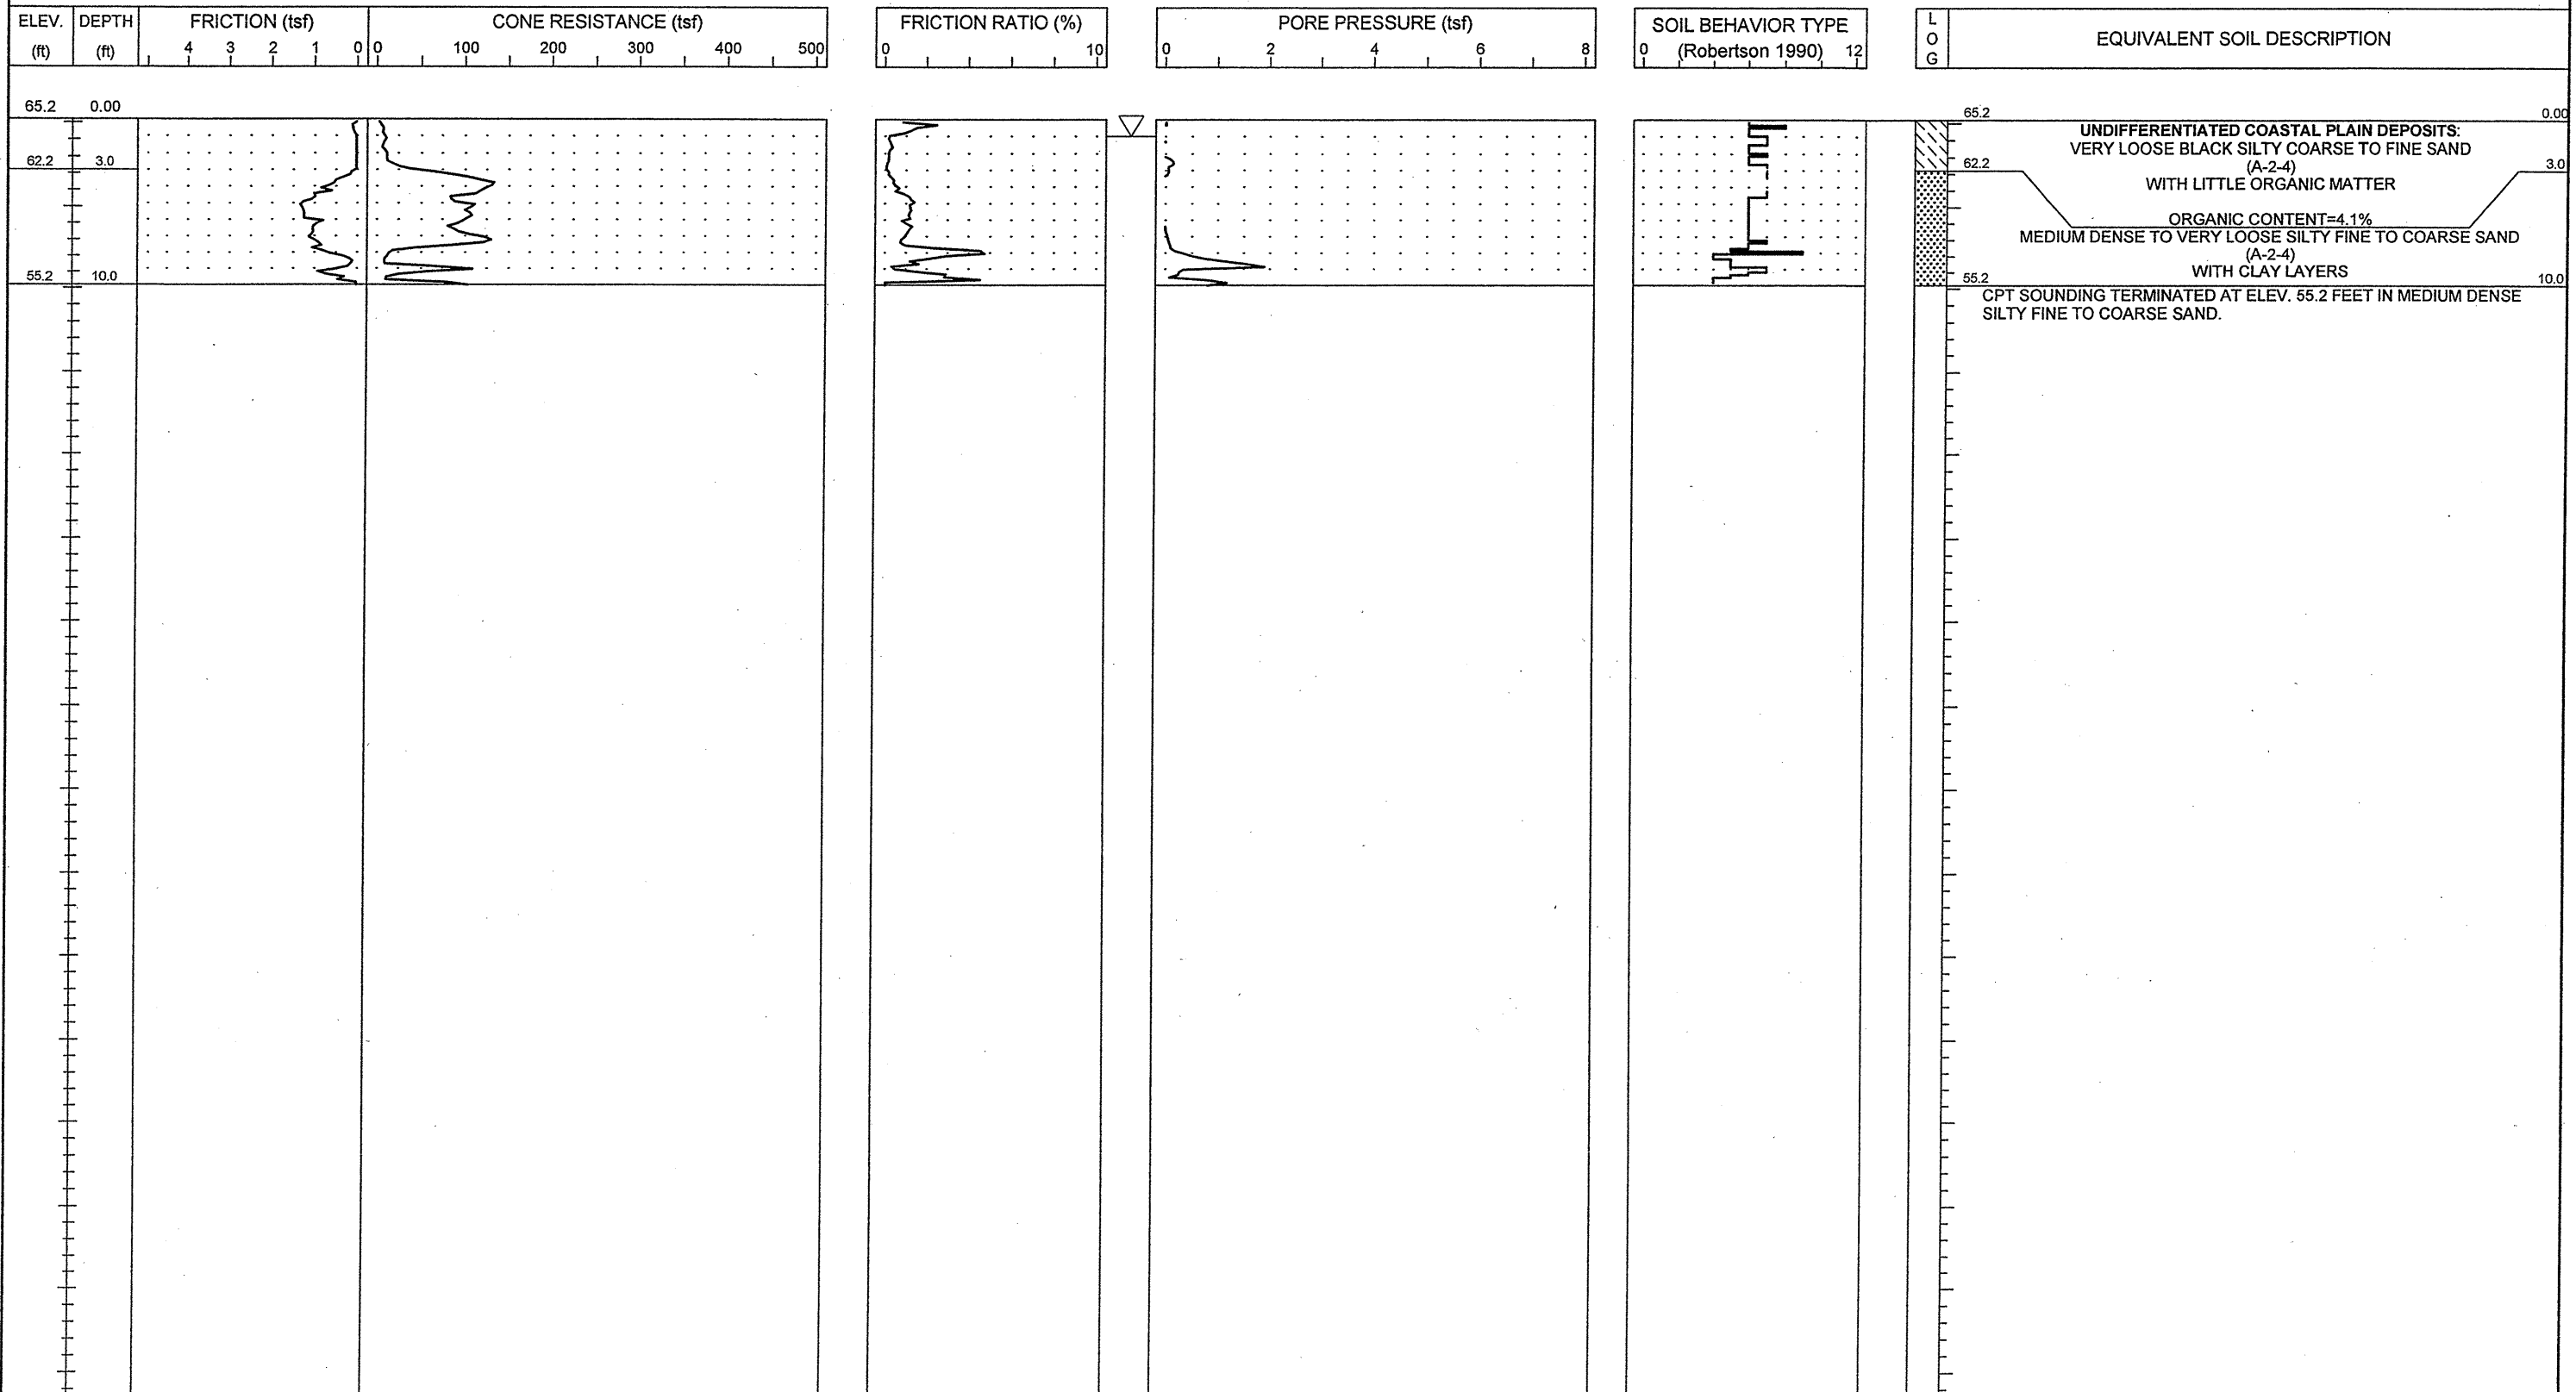 ELEV. DEPTH FRICTION (tsf) CONE RESISTANCE (tsf) FRICTION RATIO (%) PORE PRESSURE (tsf) SOIL BEHAVIOR TYPE L
(ft) (ft) 4 3 2 1 0 0 100 200 300 400 500 0 10 0 2 4 6 8 0 (Robertson 1990) 12 O EQUIVALENT SOIL DESCRIPTION
G
65.2 0.00 65.2 0.00
UNDIFFERENTIATED COASTAL PLAIN DEPOSITS:
VERY LOOSE BLACK SILTY COARSE TO FINE SAND
62.2 3.0 62.2 (A-2-4) 3.0
WITH LITTLE ORGANIC MATTER
ORGANIC CONTENT=4.1%
MEDIUM DENSE TO VERY LOOSE SILTY FINE TO COARSE SAND
(A-2-4)
55.2 10.0 55.2 WITH CLAY LAYERS 10.0
CPT SOUNDING TERMINATED AT ELEV. 55.2 FEET IN MEDIUM DENSE
SILTY FINE TO COARSE SAND.